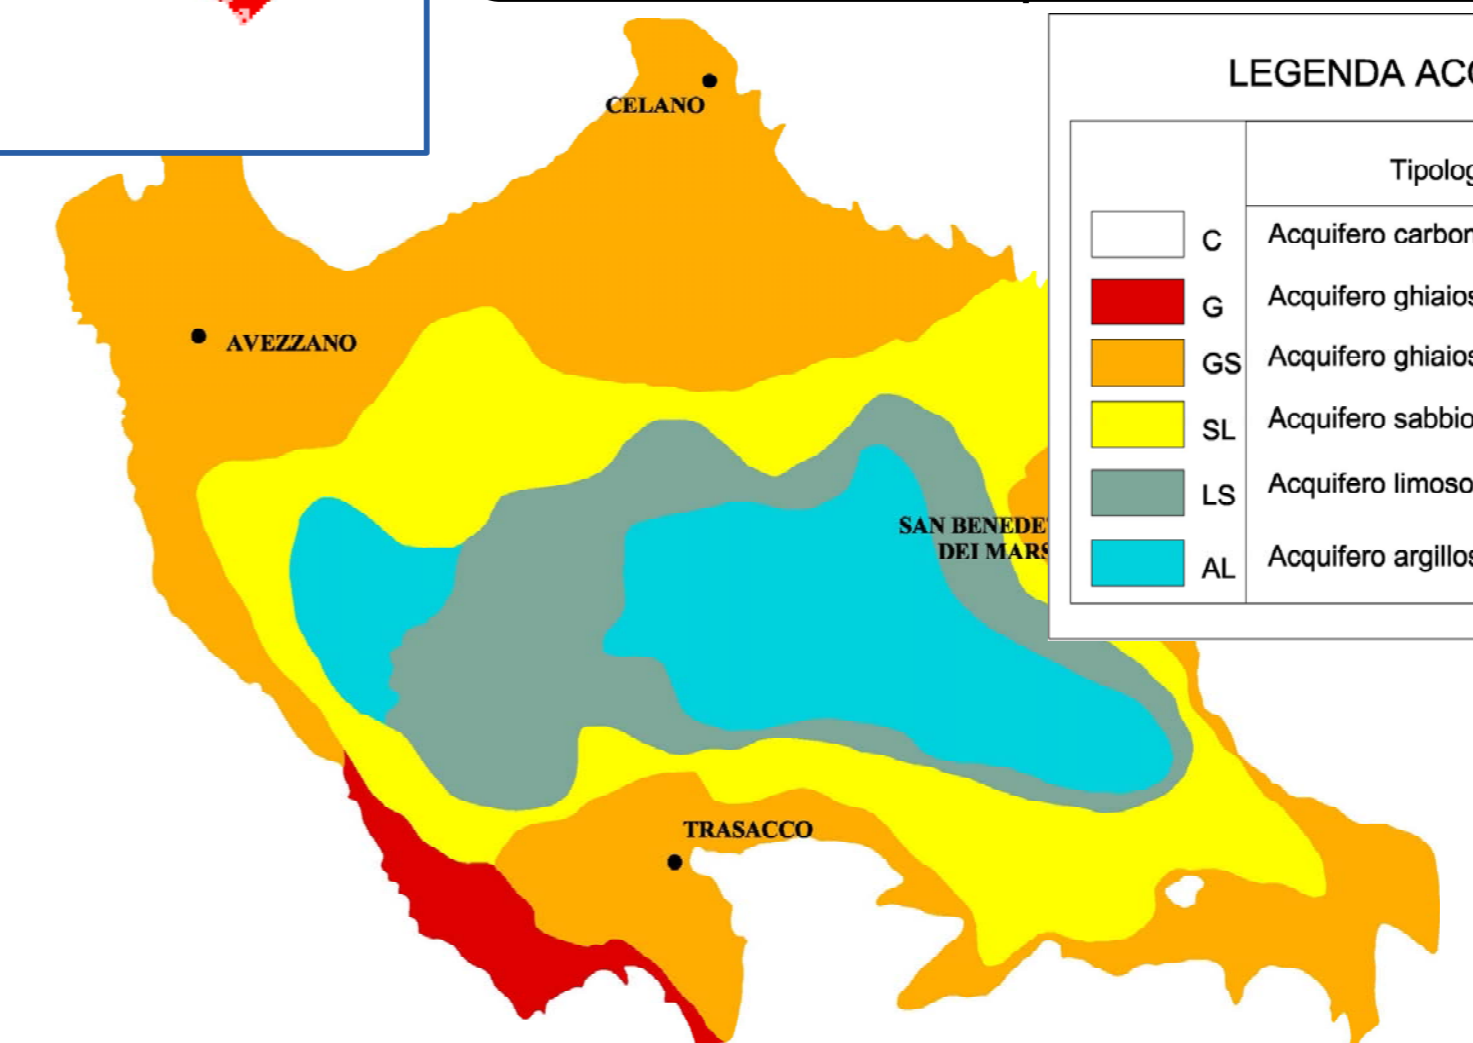 CELANO
AVEZZANO
SAN BENEDE
DEI MARS
TRASACCO
LEGENDA ACQ
Tipolog
C Acquifero carbon
G Acquifero ghiaios
GS Acquifero ghiaios
SL Acquifero sabbio
LS Acquifero limoso
AL Acquifero argillos